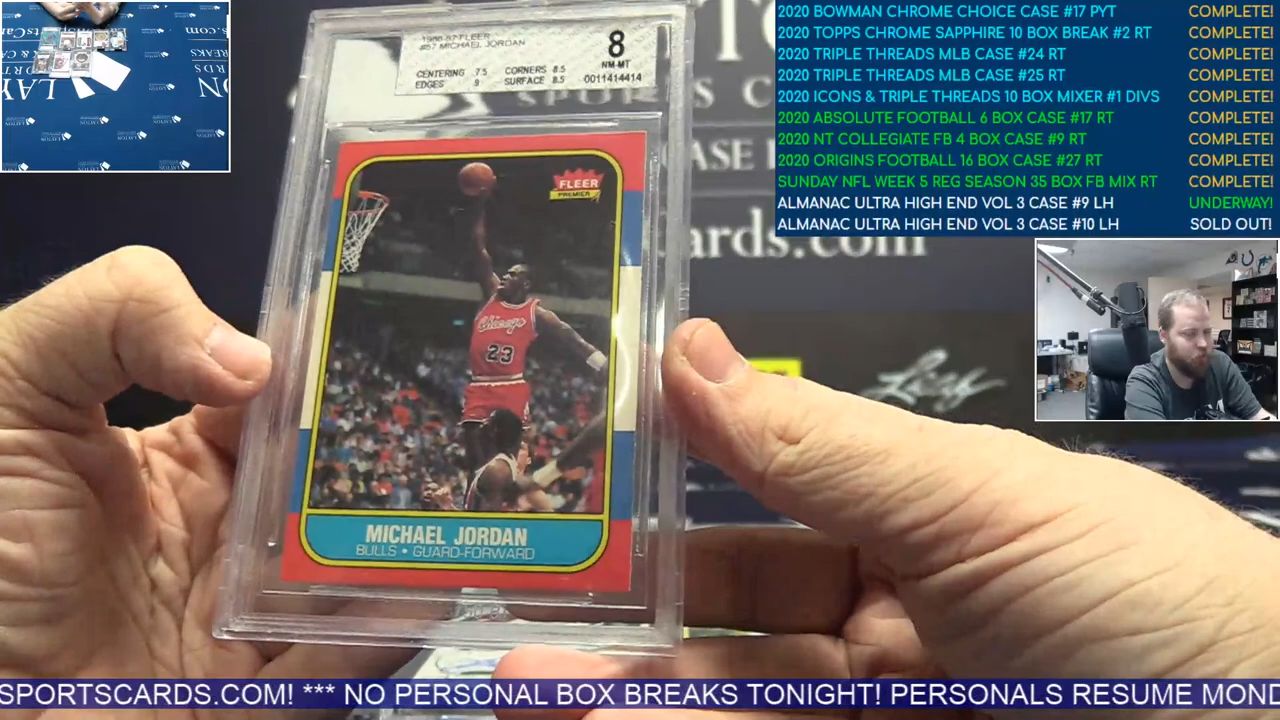 2020 BOWMAN CHROME CHOICE CASE #17 PYT COMPLETE!
2020 TOPPS CHROME SAPPHIRE 10 BOX BREAK #2 RT COMPLETE!
2020 TRIPLE THREADS MLB CASE #24 RT COMPLETE!
2020 TRIPLE THREADS MLB CASE #25 RT COMPLETE!
2020 ICONS & TRIPLE THREADS 10 BOX MIXER #1 DIVS COMPLETE!
2020 ABSOLUTE FOOTBALL 6 BOX CASE #17 RT COMPLETE!
2020 NT COLLEGIATE FB 4 BOX CASE #9 RT COMPLETE!
2020 ORIGINS FOOTBALL 16 BOX CASE #27 RT COMPLETE!
SUNDAY NFL WEEK 5 REG SEASON 35 BOX FB MIX RT COMPLETE!
ALMANAC ULTRA HIGH END VOL 3 CASE #9 LH UNDERWAY!
ALMANAC ULTRA HIGH END VOL 3 CASE #10 LH SOLD OUT!
1986-87 FLEER
#57 MICHAEL JORDAN
8
NM-MT
CENTERING 7.5 CORNERS 8.5
EDGES 9 SURFACE 8.5
0011414414
FLEER
PREMIER
Chicago
23
MICHAEL JORDAN
BULLS • GUARD-FORWARD
SPORTS CARDS
ards.com
Leaf
LAYTON
SPORTSCARDS.COM! *** NO PERSONAL BOX BREAKS TONIGHT! PERSONALS RESUME MOND